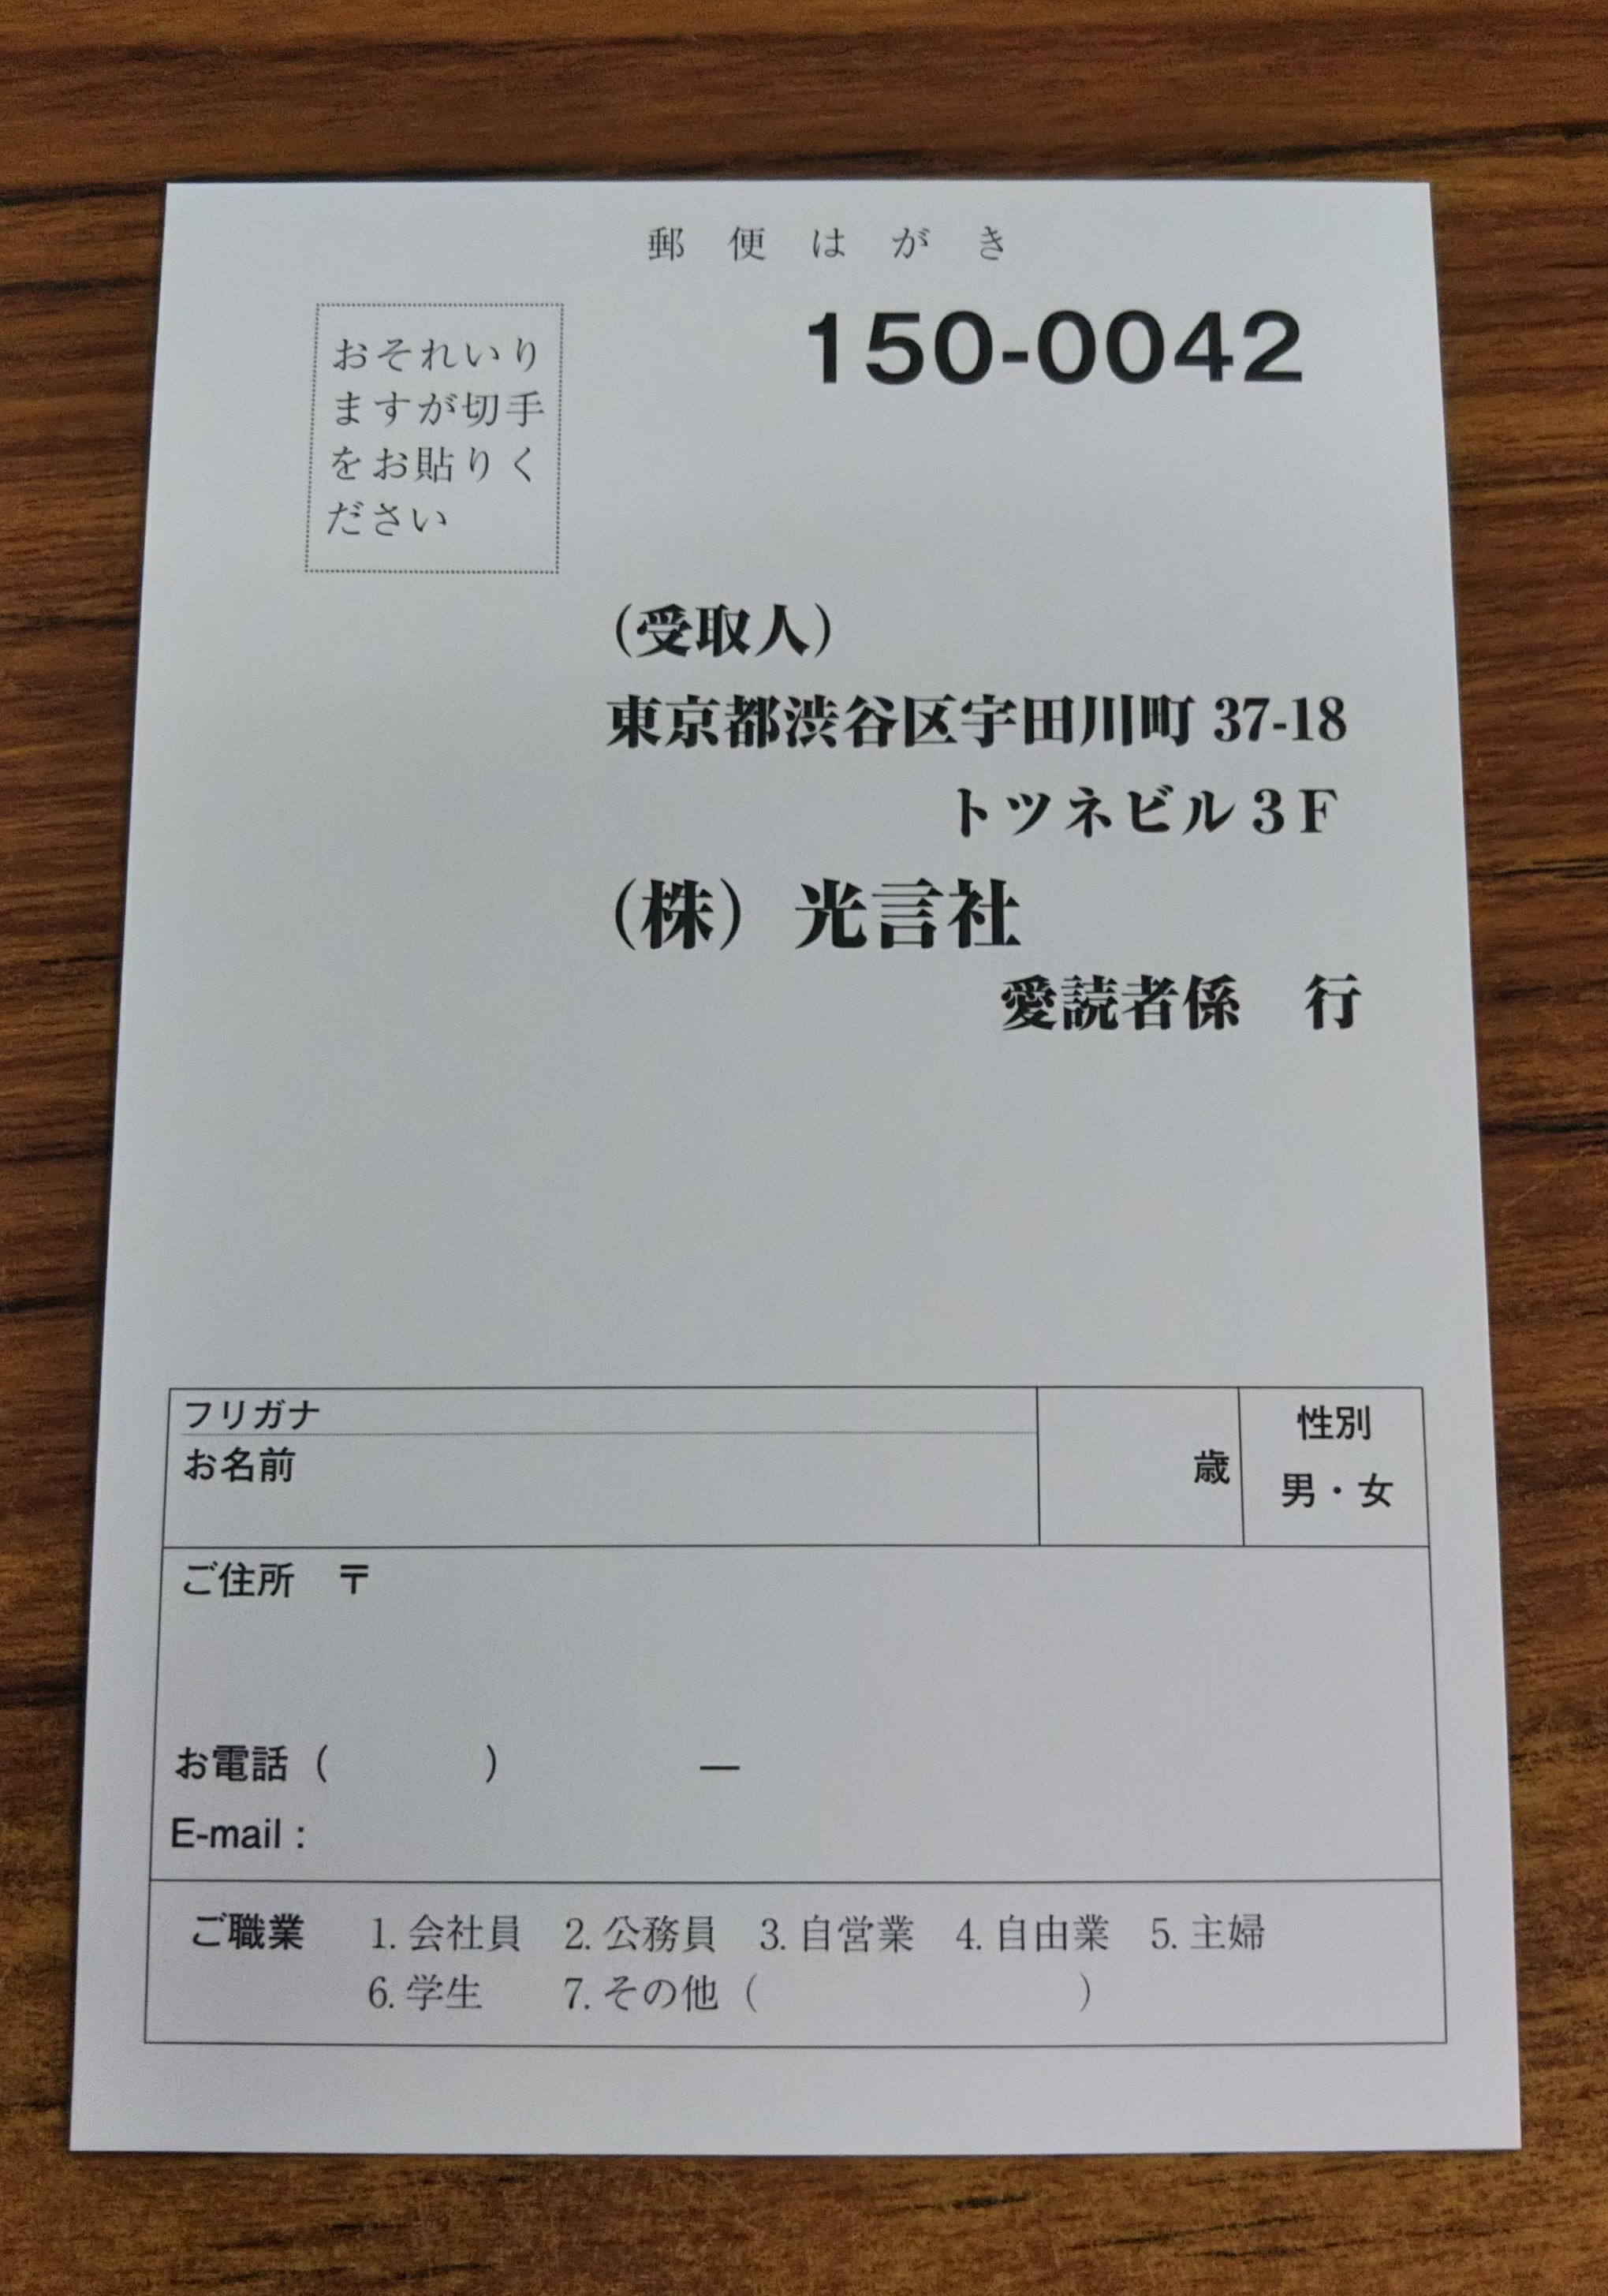 郵便はがき
150-0042
おそれいり
ますが切手
をお貼りく
ださい
(受取人)
東京都渋谷区宇田川町 37-18
トツネビル3F
(株) 光言社
愛読者係 行
フリガナ
お名前
歳
性別
男・女
ご住所 〒
お電話 ( ) —
E-mail :
ご職業 1. 会社員 2. 公務員 3. 自営業 4. 自由業 5. 主婦
6. 学生 7. その他 ( )